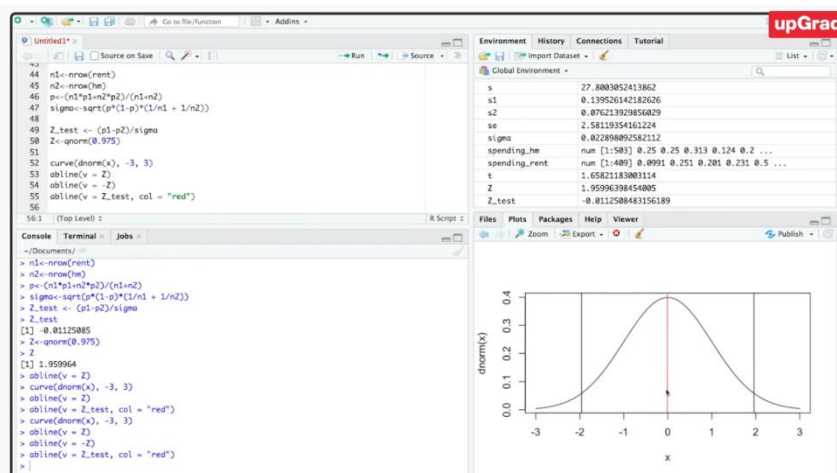 upGrad
Go to file/function
Addins
Untitled1*
Source on Save
Run
Source
43
44 n1<-nrow(rent)
45 n2<-nrow(hm)
46 p<-(n1*p1+n2*p2)/(n1+n2)
47 sigma<-sqrt(p*(1-p)*(1/n1 + 1/n2))
48
49 Z_test <- (p1-p2)/sigma
50 Z<-qnorm(0.975)
51
52 curve(dnorm(x), -3, 3)
53 abline(v = Z)
54 abline(v = -Z)
55 abline(v = Z_test, col = "red")
56
56:1 (Top Level) R Script
Console Terminal Jobs
~/Documents/
> n1<-nrow(rent)
> n2<-nrow(hm)
> p<-(n1*p1+n2*p2)/(n1+n2)
> sigma<-sqrt(p*(1-p)*(1/n1 + 1/n2))
> Z_test <- (p1-p2)/sigma
> Z_test
[1] -0.01125085
> Z<-qnorm(0.975)
> Z
[1] 1.959964
> abline(v = Z)
> curve(dnorm(x), -3, 3)
> abline(v = Z)
> abline(v = Z_test, col = "red")
> curve(dnorm(x), -3, 3)
> abline(v = Z)
> abline(v = -Z)
> abline(v = Z_test, col = "red")
>
Environment History Connections Tutorial
Import Dataset List
Global Environment
s 27.8003052413862
s1 0.139526142182626
s2 0.076213929856029
se 2.58119354161224
sigma 0.022898092582112
spending_hm num [1:503] 0.25 0.25 0.313 0.124 0.2 ...
spending_rent num [1:409] 0.0991 0.251 0.201 0.231 0.5 ...
t 1.65821183003114
Z 1.95996398454005
Z_test -0.0112508483156189
Files Plots Packages Help Viewer
Zoom Export Publish
dnorm(x)
0.4
0.3
0.2
0.1
0.0
-3 -2 -1 0 1 2 3
x